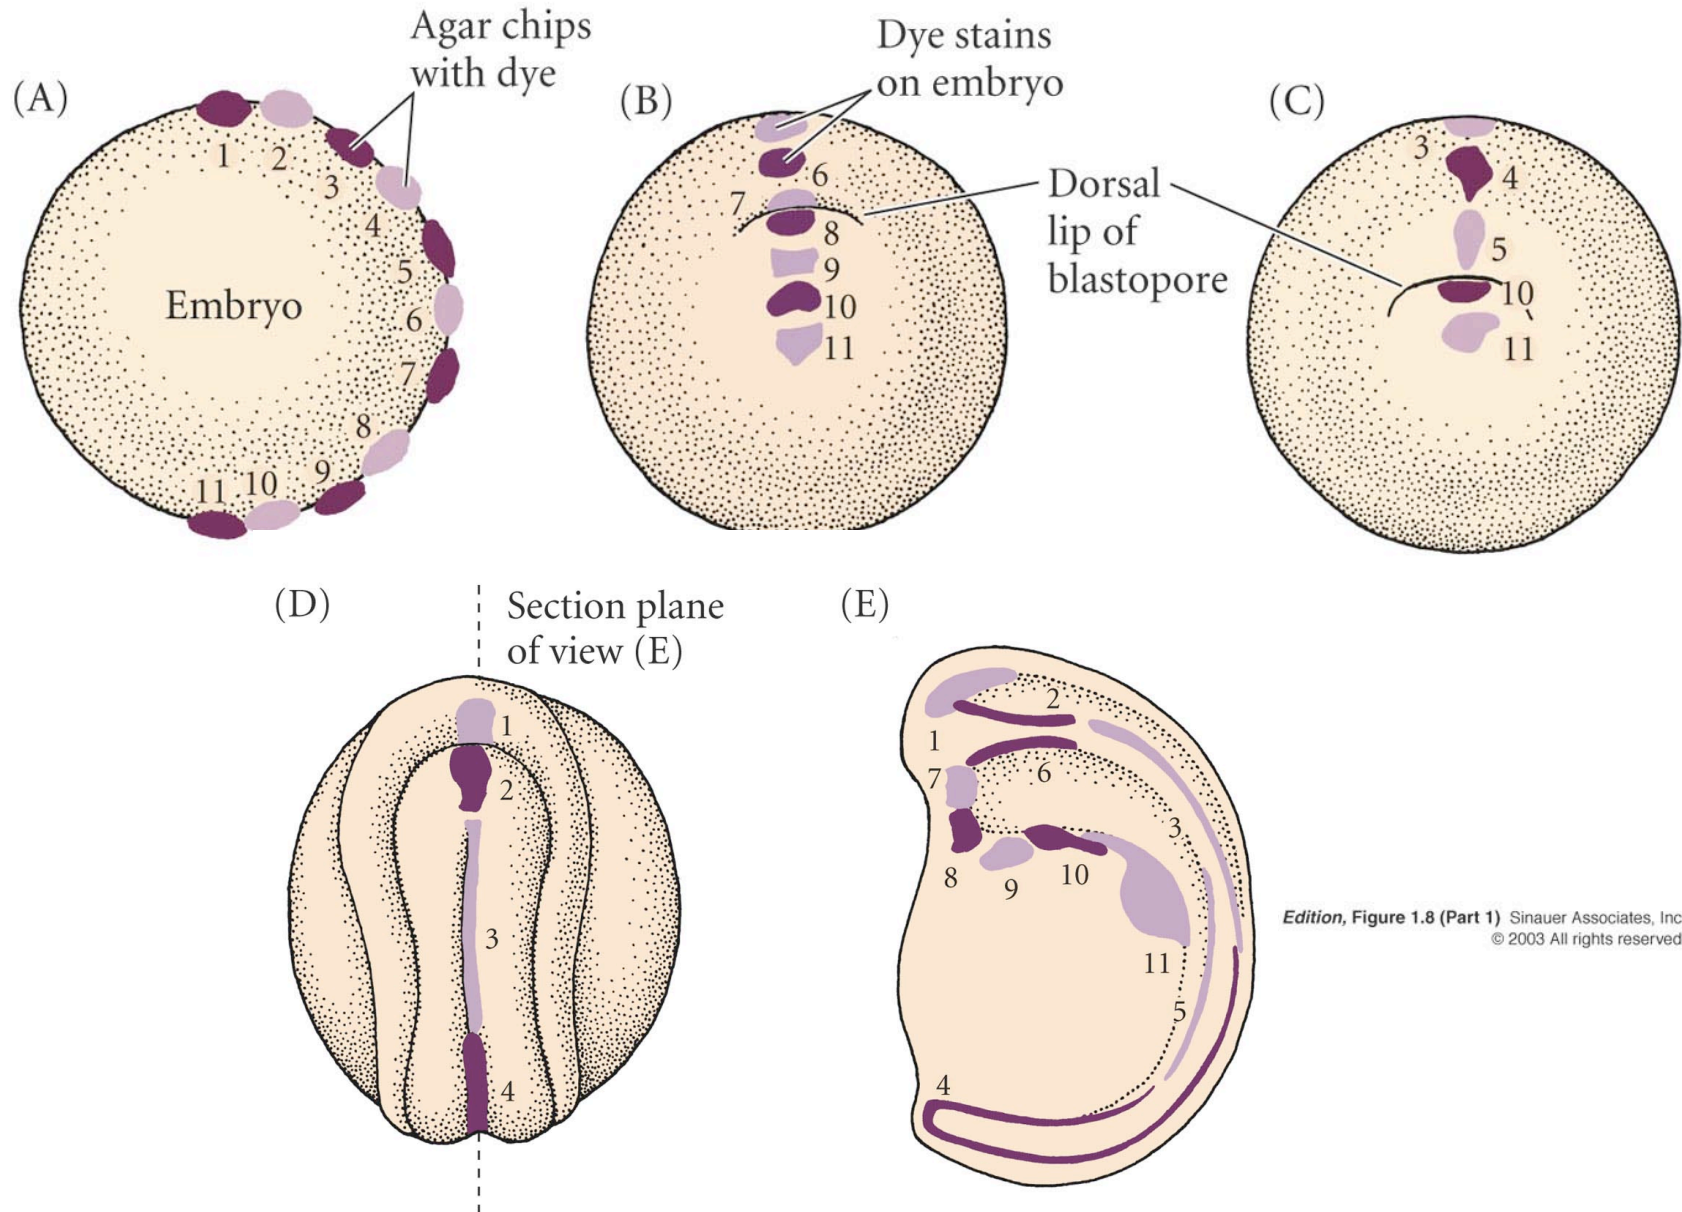 Agar chips
with dye
(A)
1
2
3
4
5
6
7
8
9
10
11
Embryo
Dye stains
on embryo
(B)
6
7
8
9
10
11
Dorsal
lip of
blastopore
(C)
3
4
5
10
11
(D)
Section plane
of view (E)
1
2
3
4
(E)
2
1
7
6
3
8
9
10
11
5
4
Edition, Figure 1.8 (Part 1) Sinauer Associates, Inc
© 2003 All rights reserved